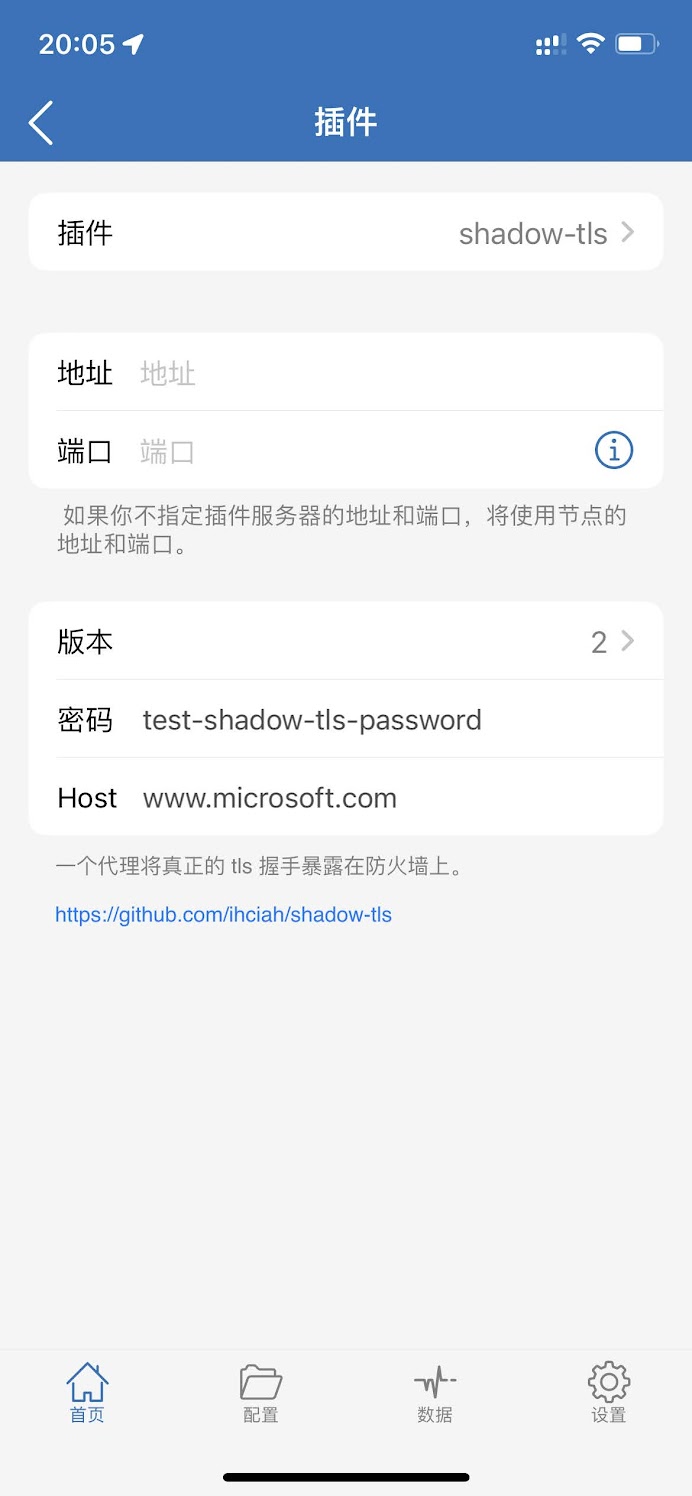 20:05
插件
插件 shadow-tls
地址 地址
端口 端口
如果你不指定插件服务器的地址和端口，将使用节点的
地址和端口。
版本 2
密码 test-shadow-tls-password
Host www.microsoft.com
一个代理将真正的 tls 握手暴露在防火墙上。
https://github.com/ihciah/shadow-tls
首页 配置 数据 设置